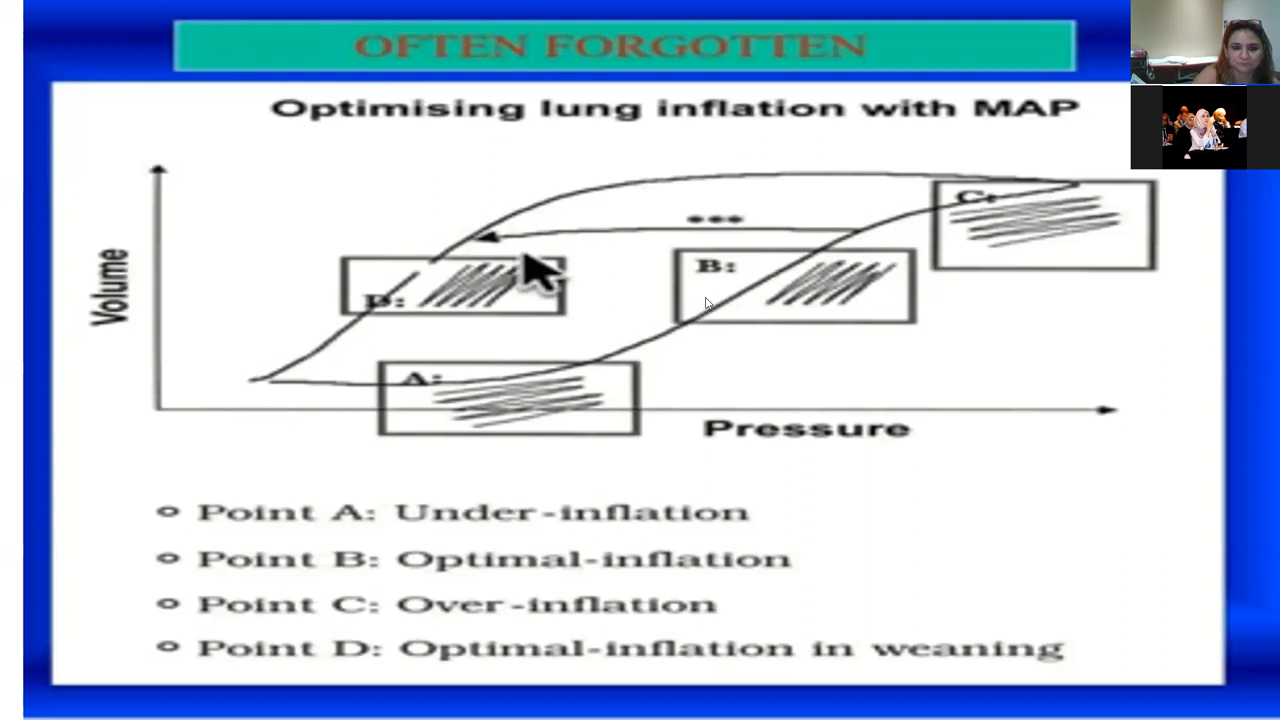 OFTEN FORGOTTEN
Optimising lung inflation with MAP
C:
•••
B:
D:
Volume
A:
Pressure
Point A: Under-inflation
Point B: Optimal-inflation
Point C: Over-inflation
Point D: Optimal-inflation in weaning